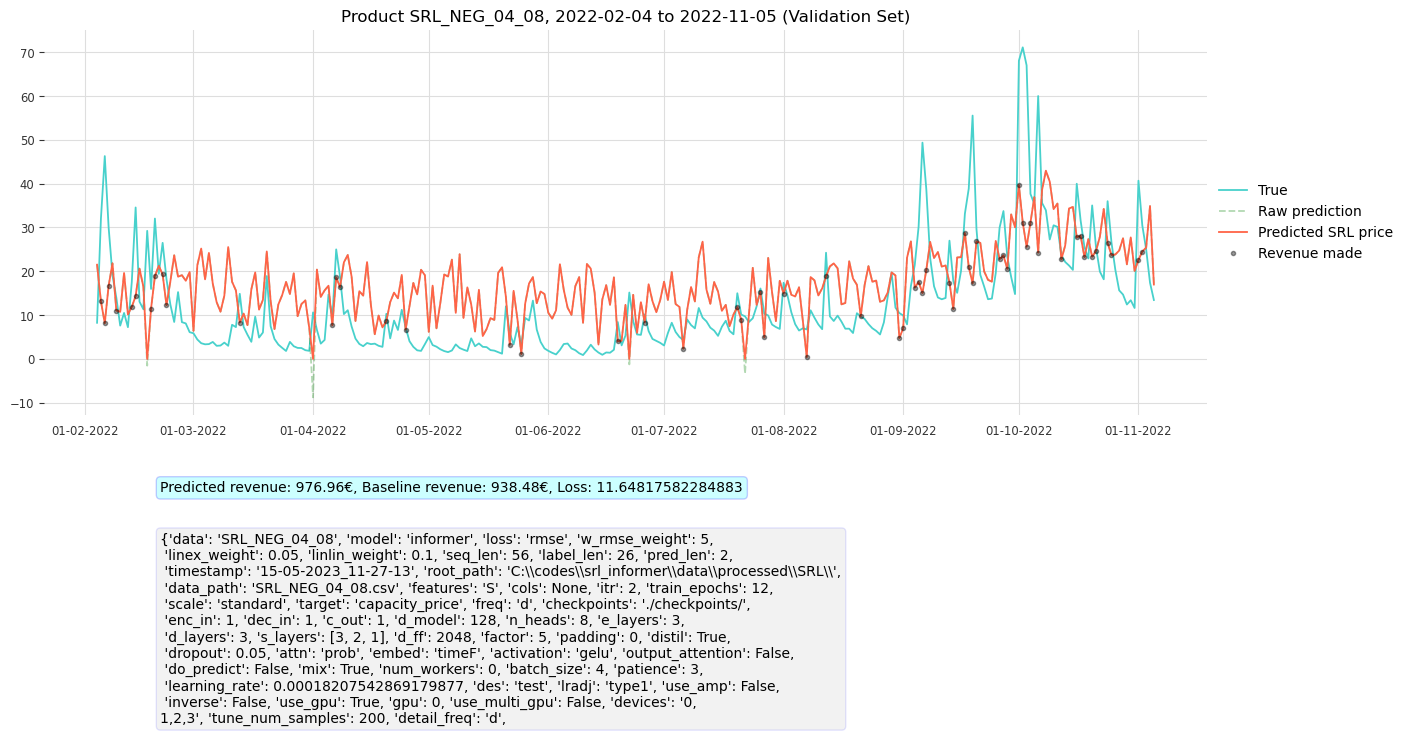 Product SRL_NEG_04_08, 2022-02-04 to 2022-11-05 (Validation Set)
70
60
50
40
30
20
10
0
−10
01-02-2022
01-03-2022
01-04-2022
01-05-2022
01-06-2022
01-07-2022
01-08-2022
01-09-2022
01-10-2022
01-11-2022
True
Raw prediction
Predicted SRL price
Revenue made
Predicted revenue: 976.96€, Baseline revenue: 938.48€, Loss: 11.64817582284883
{'data': 'SRL_NEG_04_08', 'model': 'informer', 'loss': 'rmse', 'w_rmse_weight': 5,
'linex_weight': 0.05, 'linlin_weight': 0.1, 'seq_len': 56, 'label_len': 26, 'pred_len': 2,
'timestamp': '15-05-2023_11-27-13', 'root_path': 'C:\\codes\\srl_informer\\data\\processed\\SRL\\',
'data_path': 'SRL_NEG_04_08.csv', 'features': 'S', 'cols': None, 'itr': 2, 'train_epochs': 12,
'scale': 'standard', 'target': 'capacity_price', 'freq': 'd', 'checkpoints': './checkpoints/',
'enc_in': 1, 'dec_in': 1, 'c_out': 1, 'd_model': 128, 'n_heads': 8, 'e_layers': 3,
'd_layers': 3, 's_layers': [3, 2, 1], 'd_ff': 2048, 'factor': 5, 'padding': 0, 'distil': True,
'dropout': 0.05, 'attn': 'prob', 'embed': 'timeF', 'activation': 'gelu', 'output_attention': False,
'do_predict': False, 'mix': True, 'num_workers': 0, 'batch_size': 4, 'patience': 3,
'learning_rate': 0.00018207542869179877, 'des': 'test', 'lradj': 'type1', 'use_amp': False,
'inverse': False, 'use_gpu': True, 'gpu': 0, 'use_multi_gpu': False, 'devices': '0,
1,2,3', 'tune_num_samples': 200, 'detail_freq': 'd',